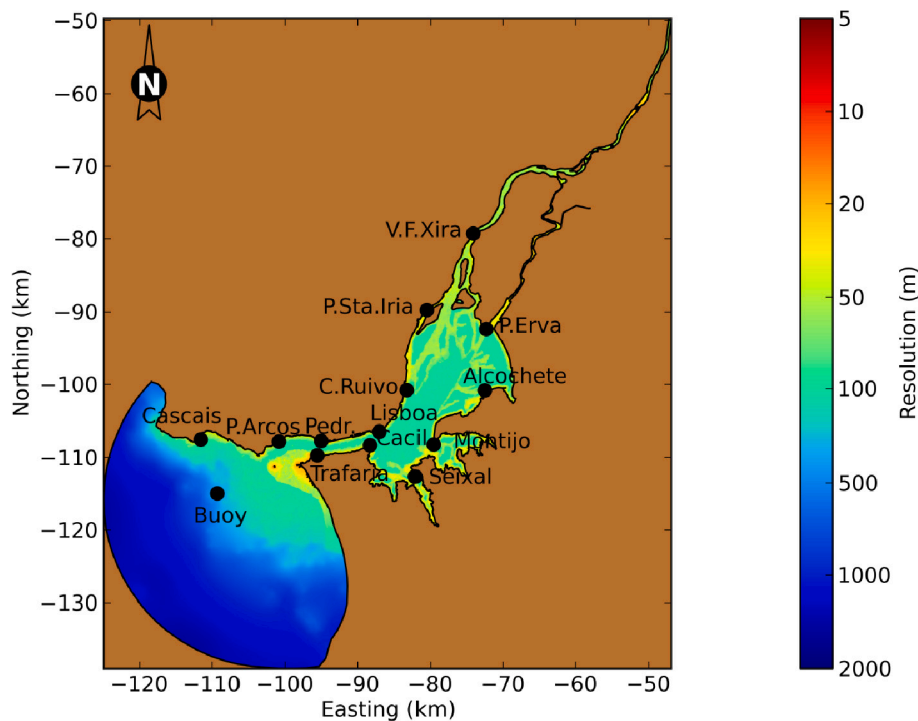 −50
−60
−70
−80
−90
−100
−110
−120
−130
Northing (km)
N
V.F.Xira
P.Sta.Iria
P.Erva
C.Ruivo
Alcochete
Lisboa
Cascais
P.Arcos
Pedr.
Cacil
Montijo
Trafaria
Seixal
Buoy
−120
−110
−100
−90
−80
−70
−60
−50
Easting (km)
5
10
20
50
100
200
500
1000
2000
Resolution (m)